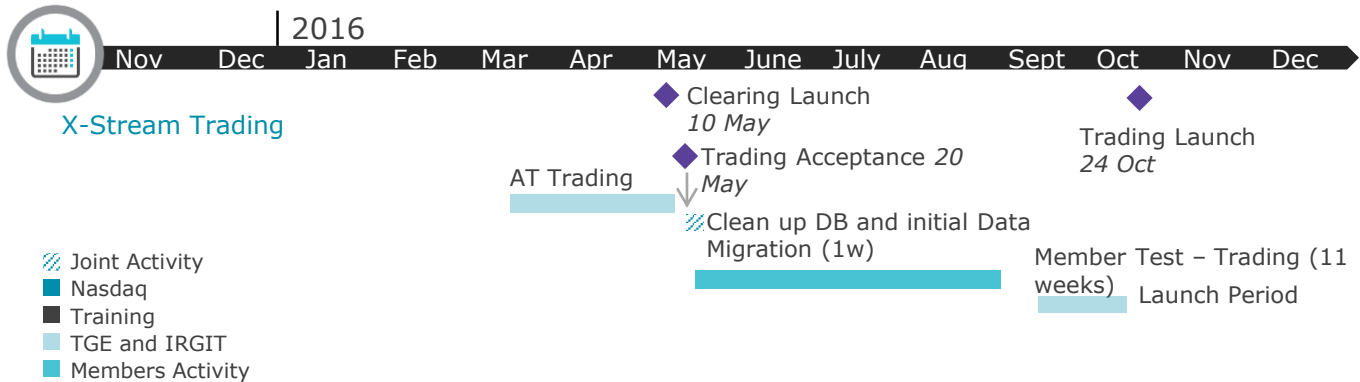 2016
Nov Dec Jan Feb Mar Apr May June July Aug Sept Oct Nov Dec
X-Stream Trading
Clearing Launch
10 May
Trading Launch
24 Oct
Trading Acceptance 20
May
AT Trading
Clean up DB and initial Data
Migration (1w)
Member Test – Trading (11
weeks)
Launch Period
Joint Activity
Nasdaq
Training
TGE and IRGIT
Members Activity